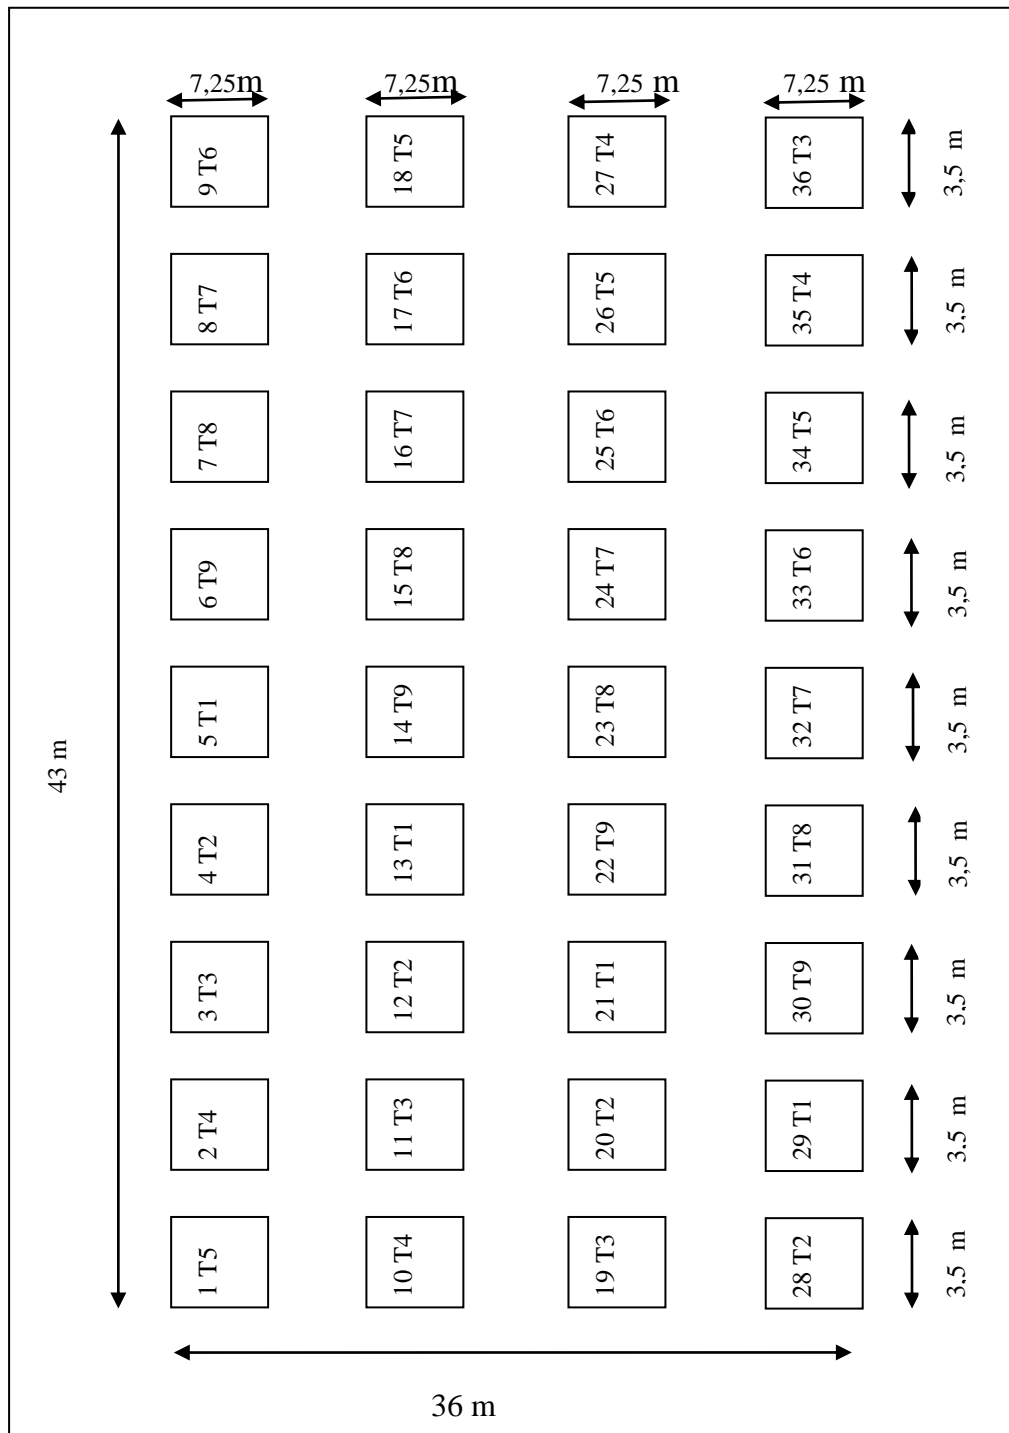 7,25m 7,25m 7,25 m 7,25 m
9 T6 18 T5 27 T4 36 T3 3,5 m
8 T7 17 T6 26 T5 35 T4 3,5 m
7 T8 16 T7 25 T6 34 T5 3,5 m
6 T9 15 T8 24 T7 33 T6 3,5 m
5 T1 14 T9 23 T8 32 T7 3,5 m
43 m
4 T2 13 T1 22 T9 31 T8 3,5 m
3 T3 12 T2 21 T1 30 T9 3,5 m
2 T4 11 T3 20 T2 29 T1 3,5 m
1 T5 10 T4 19 T3 28 T2 3,5 m
36 m